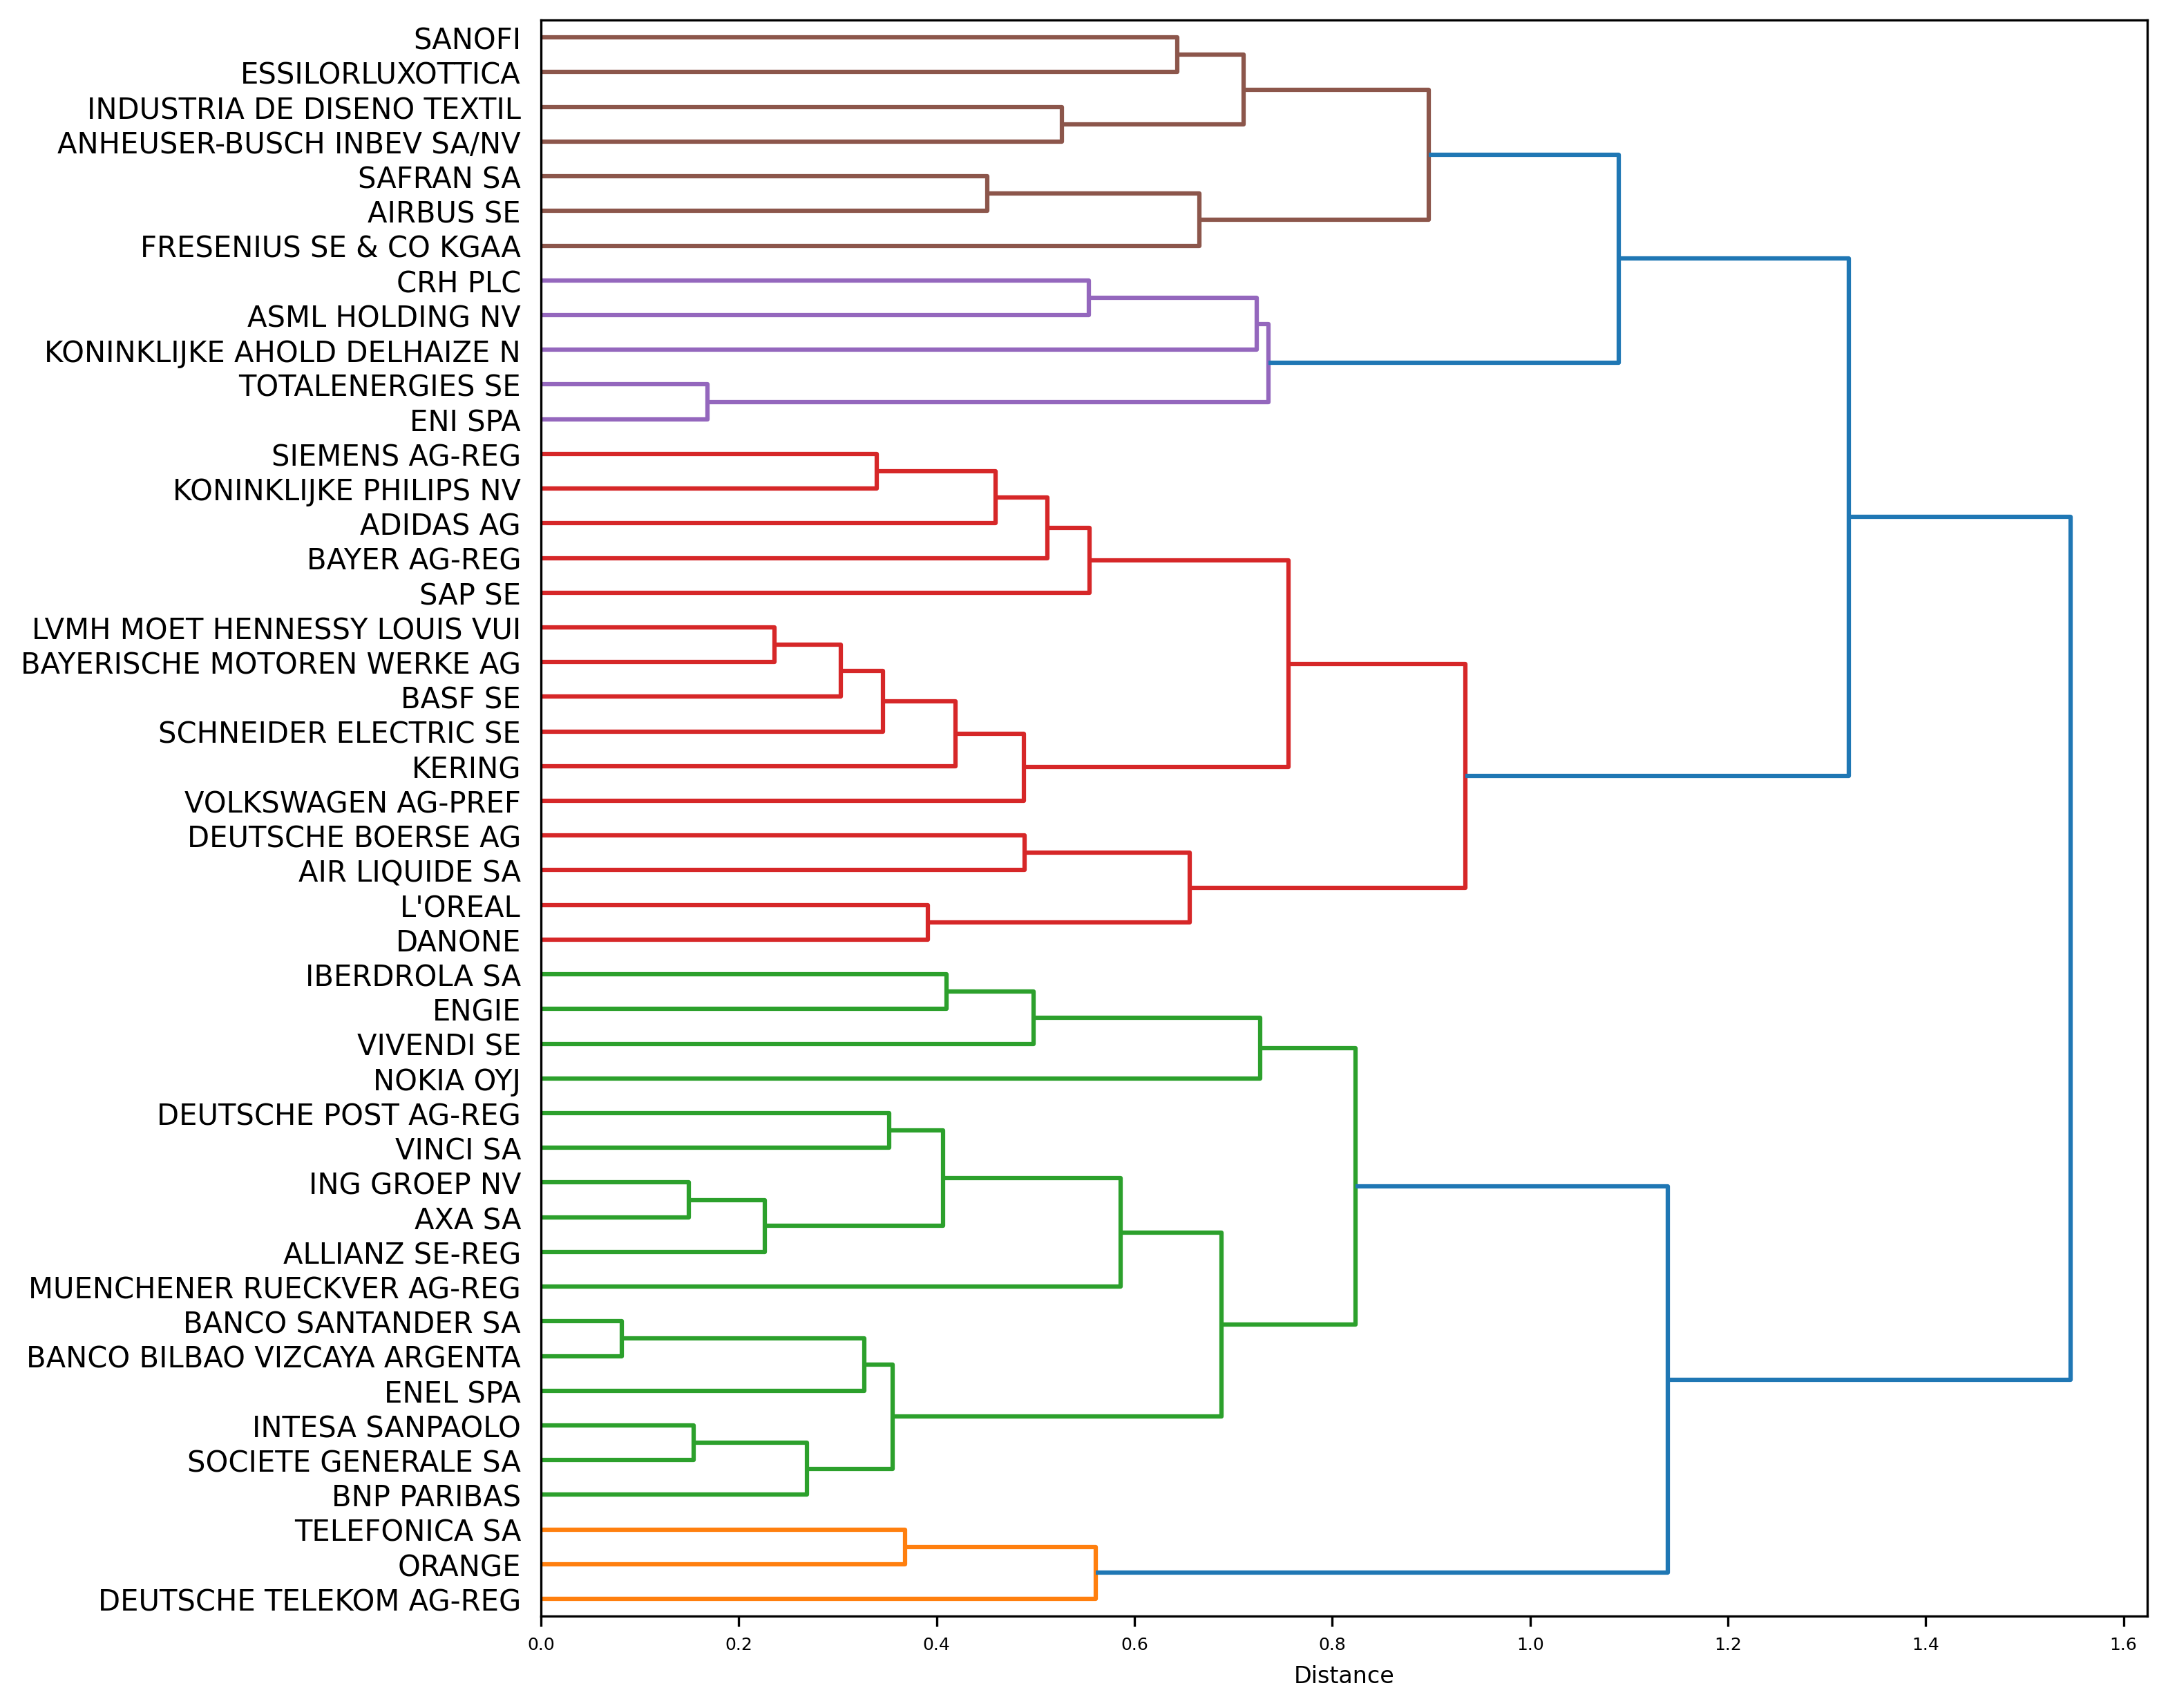 SANOFI
ESSILORLUXOTTICA
INDUSTRIA DE DISENO TEXTIL
ANHEUSER-BUSCH INBEV SA/NV
SAFRAN SA
AIRBUS SE
FRESENIUS SE & CO KGAA
CRH PLC
ASML HOLDING NV
KONINKLIJKE AHOLD DELHAIZE N
TOTALENERGIES SE
ENI SPA
SIEMENS AG-REG
KONINKLIJKE PHILIPS NV
ADIDAS AG
BAYER AG-REG
SAP SE
LVMH MOET HENNESSY LOUIS VUI
BAYERISCHE MOTOREN WERKE AG
BASF SE
SCHNEIDER ELECTRIC SE
KERING
VOLKSWAGEN AG-PREF
DEUTSCHE BOERSE AG
AIR LIQUIDE SA
L'OREAL
DANONE
IBERDROLA SA
ENGIE
VIVENDI SE
NOKIA OYJ
DEUTSCHE POST AG-REG
VINCI SA
ING GROEP NV
AXA SA
ALLIANZ SE-REG
MUENCHENER RUECKVER AG-REG
BANCO SANTANDER SA
BANCO BILBAO VIZCAYA ARGENTA
ENEL SPA
INTESA SANPAOLO
SOCIETE GENERALE SA
BNP PARIBAS
TELEFONICA SA
ORANGE
DEUTSCHE TELEKOM AG-REG
0.0 0.2 0.4 0.6 0.8 1.0 1.2 1.4 1.6
Distance